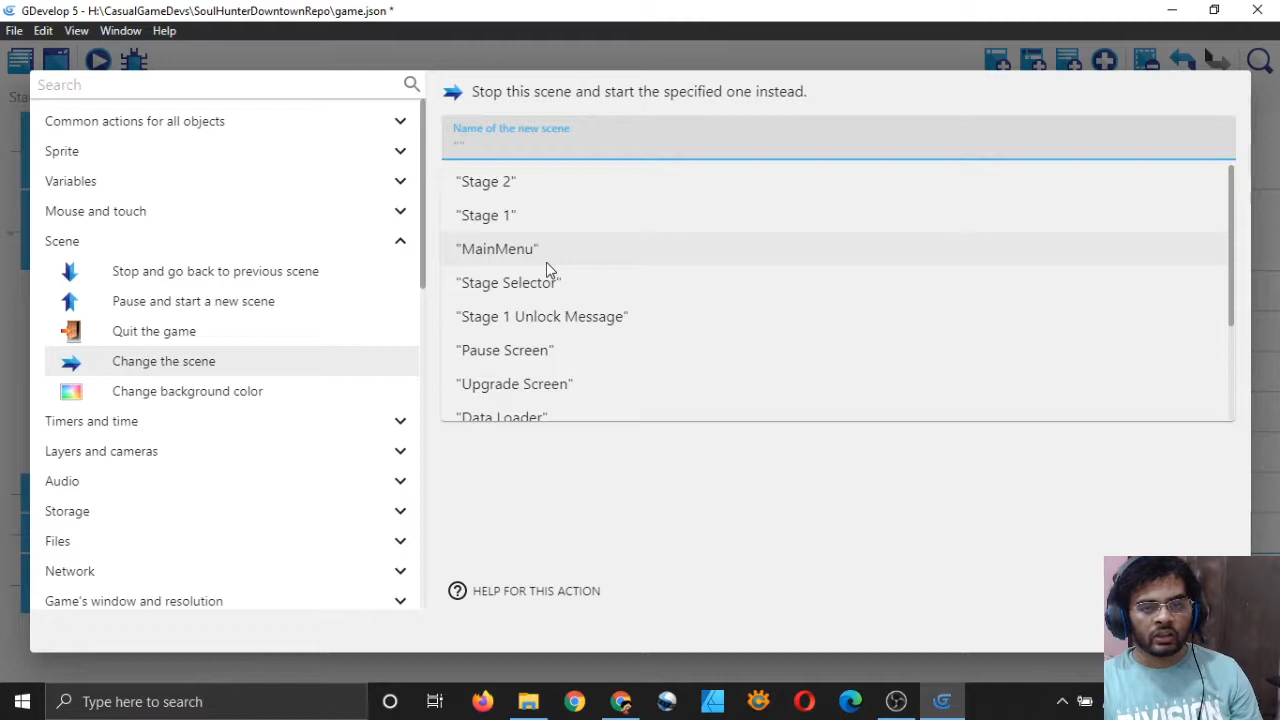 GDevelop 5 - H:\CasualGameDevs\SoulHunterDowntownRepo\game.json *
File Edit View Window Help
Search
Common actions for all objects
Sprite
Variables
Mouse and touch
Scene
Stop and go back to previous scene
Pause and start a new scene
Quit the game
Change the scene
Change background color
Timers and time
Layers and cameras
Audio
Storage
Files
Network
Game's window and resolution
Stop this scene and start the specified one instead.
Name of the new scene
""
"Stage 2"
"Stage 1"
"MainMenu"
"Stage Selector"
"Stage 1 Unlock Message"
"Pause Screen"
"Upgrade Screen"
"Data Loader"
HELP FOR THIS ACTION
Type here to search